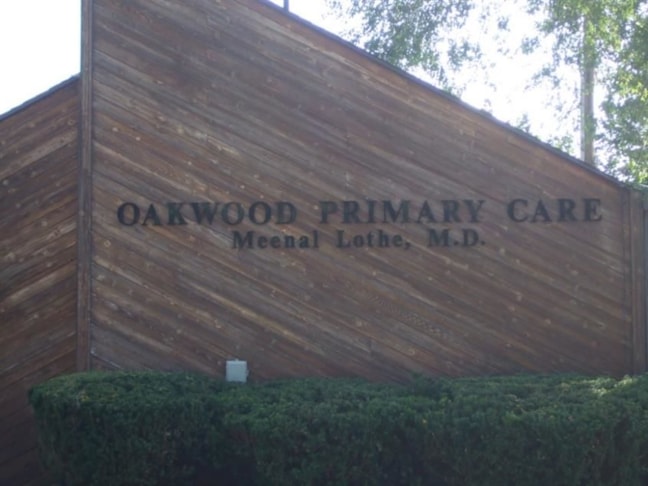 OAKWOOD PRIMARY CARE
Meenal Lothe, M.D.